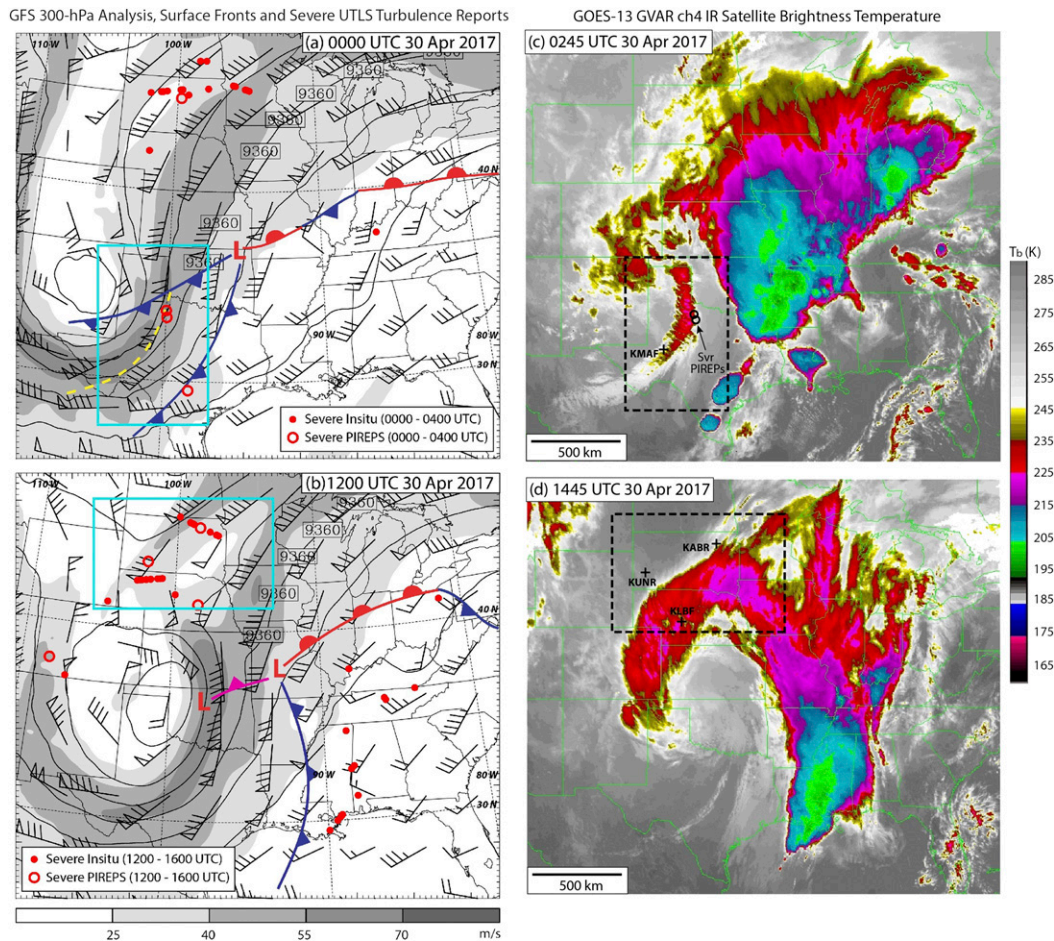 GFS 300-hPa Analysis, Surface Fronts and Severe UTLS Turbulence Reports
GOES-13 GVAR ch4 IR Satellite Brightness Temperature
110 W
100 W
(a) 0000 UTC 30 Apr 2017
9360
9360
9360
9360
9360
40 N
9360
L
9360
90 W
80 W
30 N
Severe Insitu (0000 - 0400 UTC)
Severe PIREPS (0000 - 0400 UTC)
(c) 0245 UTC 30 Apr 2017
KMAF
Svr
PIREPs
500 km
110 W
100 W
(b)1200 UTC 30 Apr 2017
9360
9360
9360
9360
9360
40 N
L
L
90 W
80 W
30 N
Severe Insitu (1200 - 1600 UTC)
Severe PIREPS (1200 - 1600 UTC)
25
40
55
70
m/s
(d) 1445 UTC 30 Apr 2017
KABR
KUNR
KLBF
500 km
Tb (K)
285
275
265
255
245
235
225
215
205
195
185
175
165